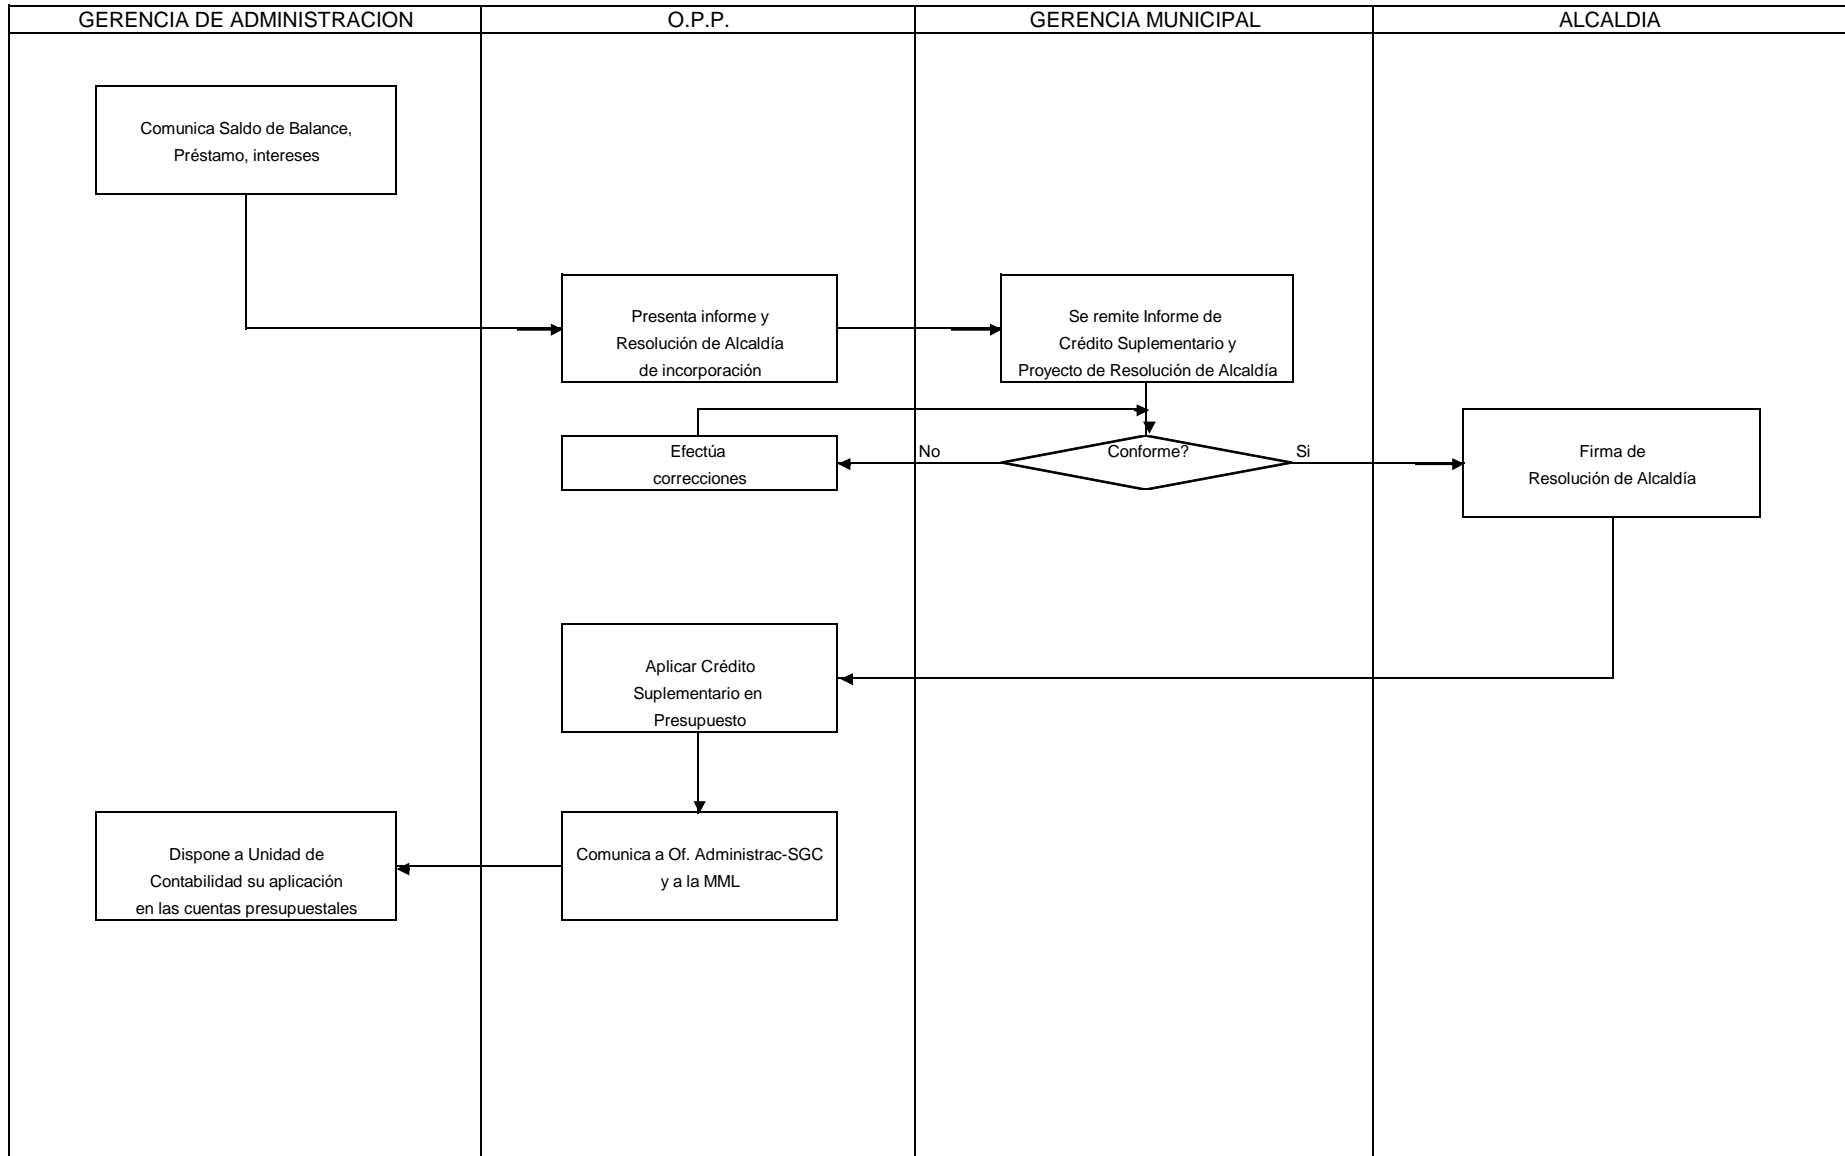 GERENCIA DE ADMINISTRACION
O.P.P.
GERENCIA MUNICIPAL
ALCALDIA
Comunica Saldo de Balance,
Préstamo, intereses
Presenta informe y
Resolución de Alcaldía
de incorporación
Se remite Informe de
Crédito Suplementario y
Proyecto de Resolución de Alcaldía
Efectúa
correcciones
No
Conforme?
Si
Firma de
Resolución de Alcaldía
Aplicar Crédito
Suplementario en
Presupuesto
Dispone a Unidad de
Contabilidad su aplicación
en las cuentas presupuestales
Comunica a Of. Administrac-SGC
y a la MML